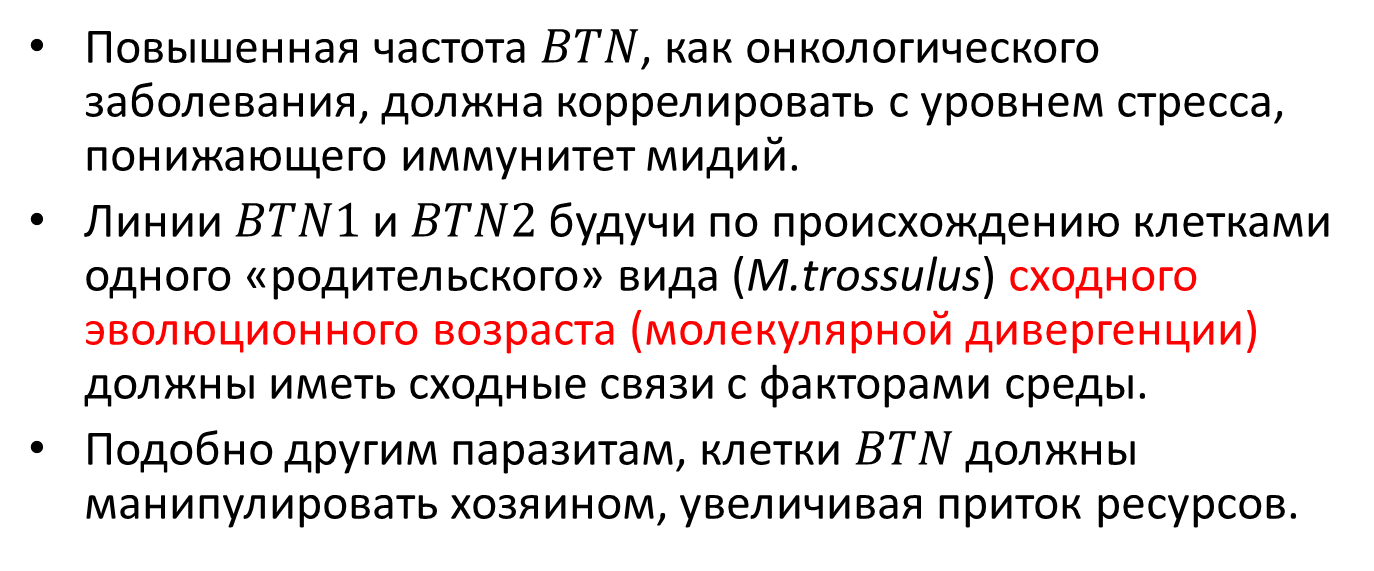 • Повышенная частота BTN, как онкологического
заболевания, должна коррелировать с уровнем стресса,
понижающего иммунитет мидий.
• Линии BTN1 и BTN2 будучи по происхождению клетками
одного «родительского» вида (M.trossulus) сходного
эволюционного возраста (молекулярной дивергенции)
должны иметь сходные связи с факторами среды.
• Подобно другим паразитам, клетки BTN должны
манипулировать хозяином, увеличивая приток ресурсов.